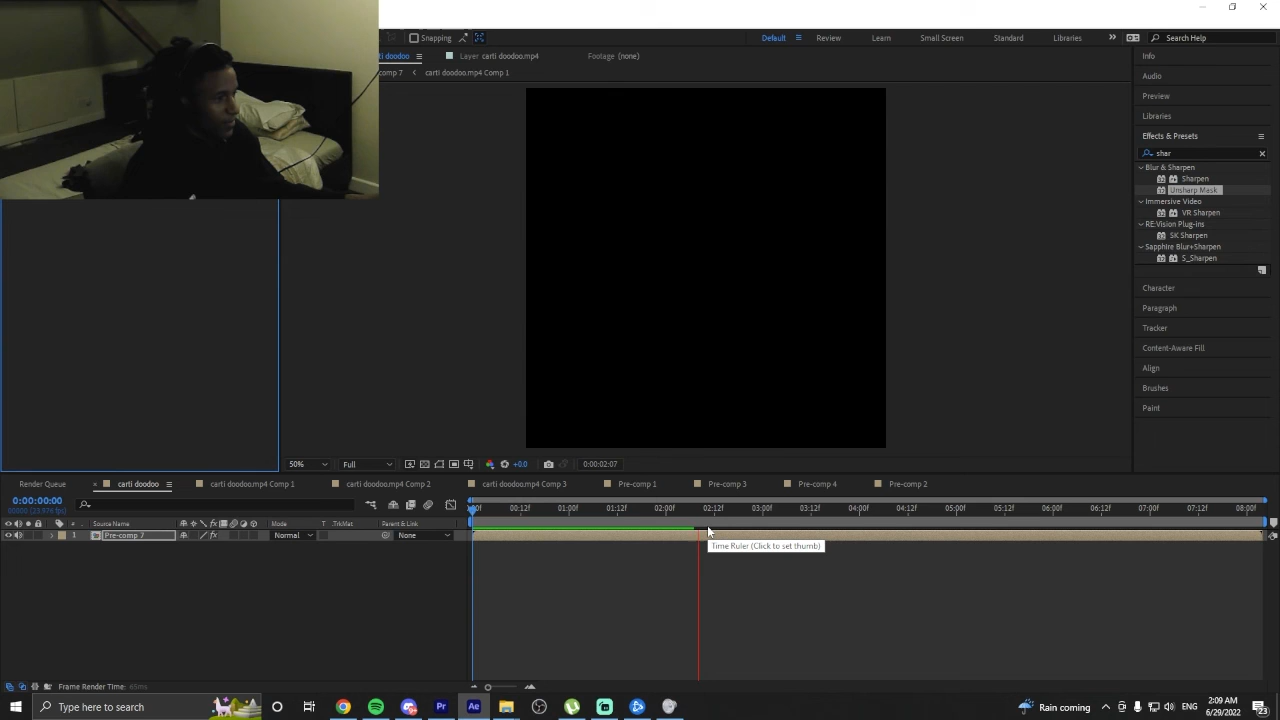 Snapping
Default
Review
Learn
Small Screen
Standard
Libraries
Search Help
ti doodoo
Layer carti doodoo.mp4
Footage (none)
comp 7
carti doodoo.mp4 Comp 1
Info
Audio
Preview
Libraries
Effects & Presets
shar
Blur & Sharpen
Sharpen
Unsharp Mask
Immersive Video
VR Sharpen
RE:Vision Plug-ins
SK Sharpen
Sapphire Blur+Sharpen
S_Sharpen
Character
Paragraph
Tracker
Content-Aware Fill
Align
Brushes
Paint
50%
Full
+0.0
0:00:02:07
Render Queue
carti doodoo
carti doodoo.mp4 Comp 1
carti doodoo.mp4 Comp 2
carti doodoo.mp4 Comp 3
Pre-comp 1
Pre-comp 3
Pre-comp 4
Pre-comp 2
0:00:00:00
00000 (23.976 fps)
00f 00:12f 01:00f 01:12f 02:00f 02:12f 03:00f 03:12f 04:00f 04:12f 05:00f 05:12f 06:00f 06:12f 07:00f 07:12f 08:00f
# Source Name Mode T .TrkMat Parent & Link
1 Pre-comp 7 Normal None
Time Ruler (Click to set thumb)
Frame Render Time: 65ms
Type here to search
Pr
Ae
Rain coming
ENG
2:09 AM
6/29/2022